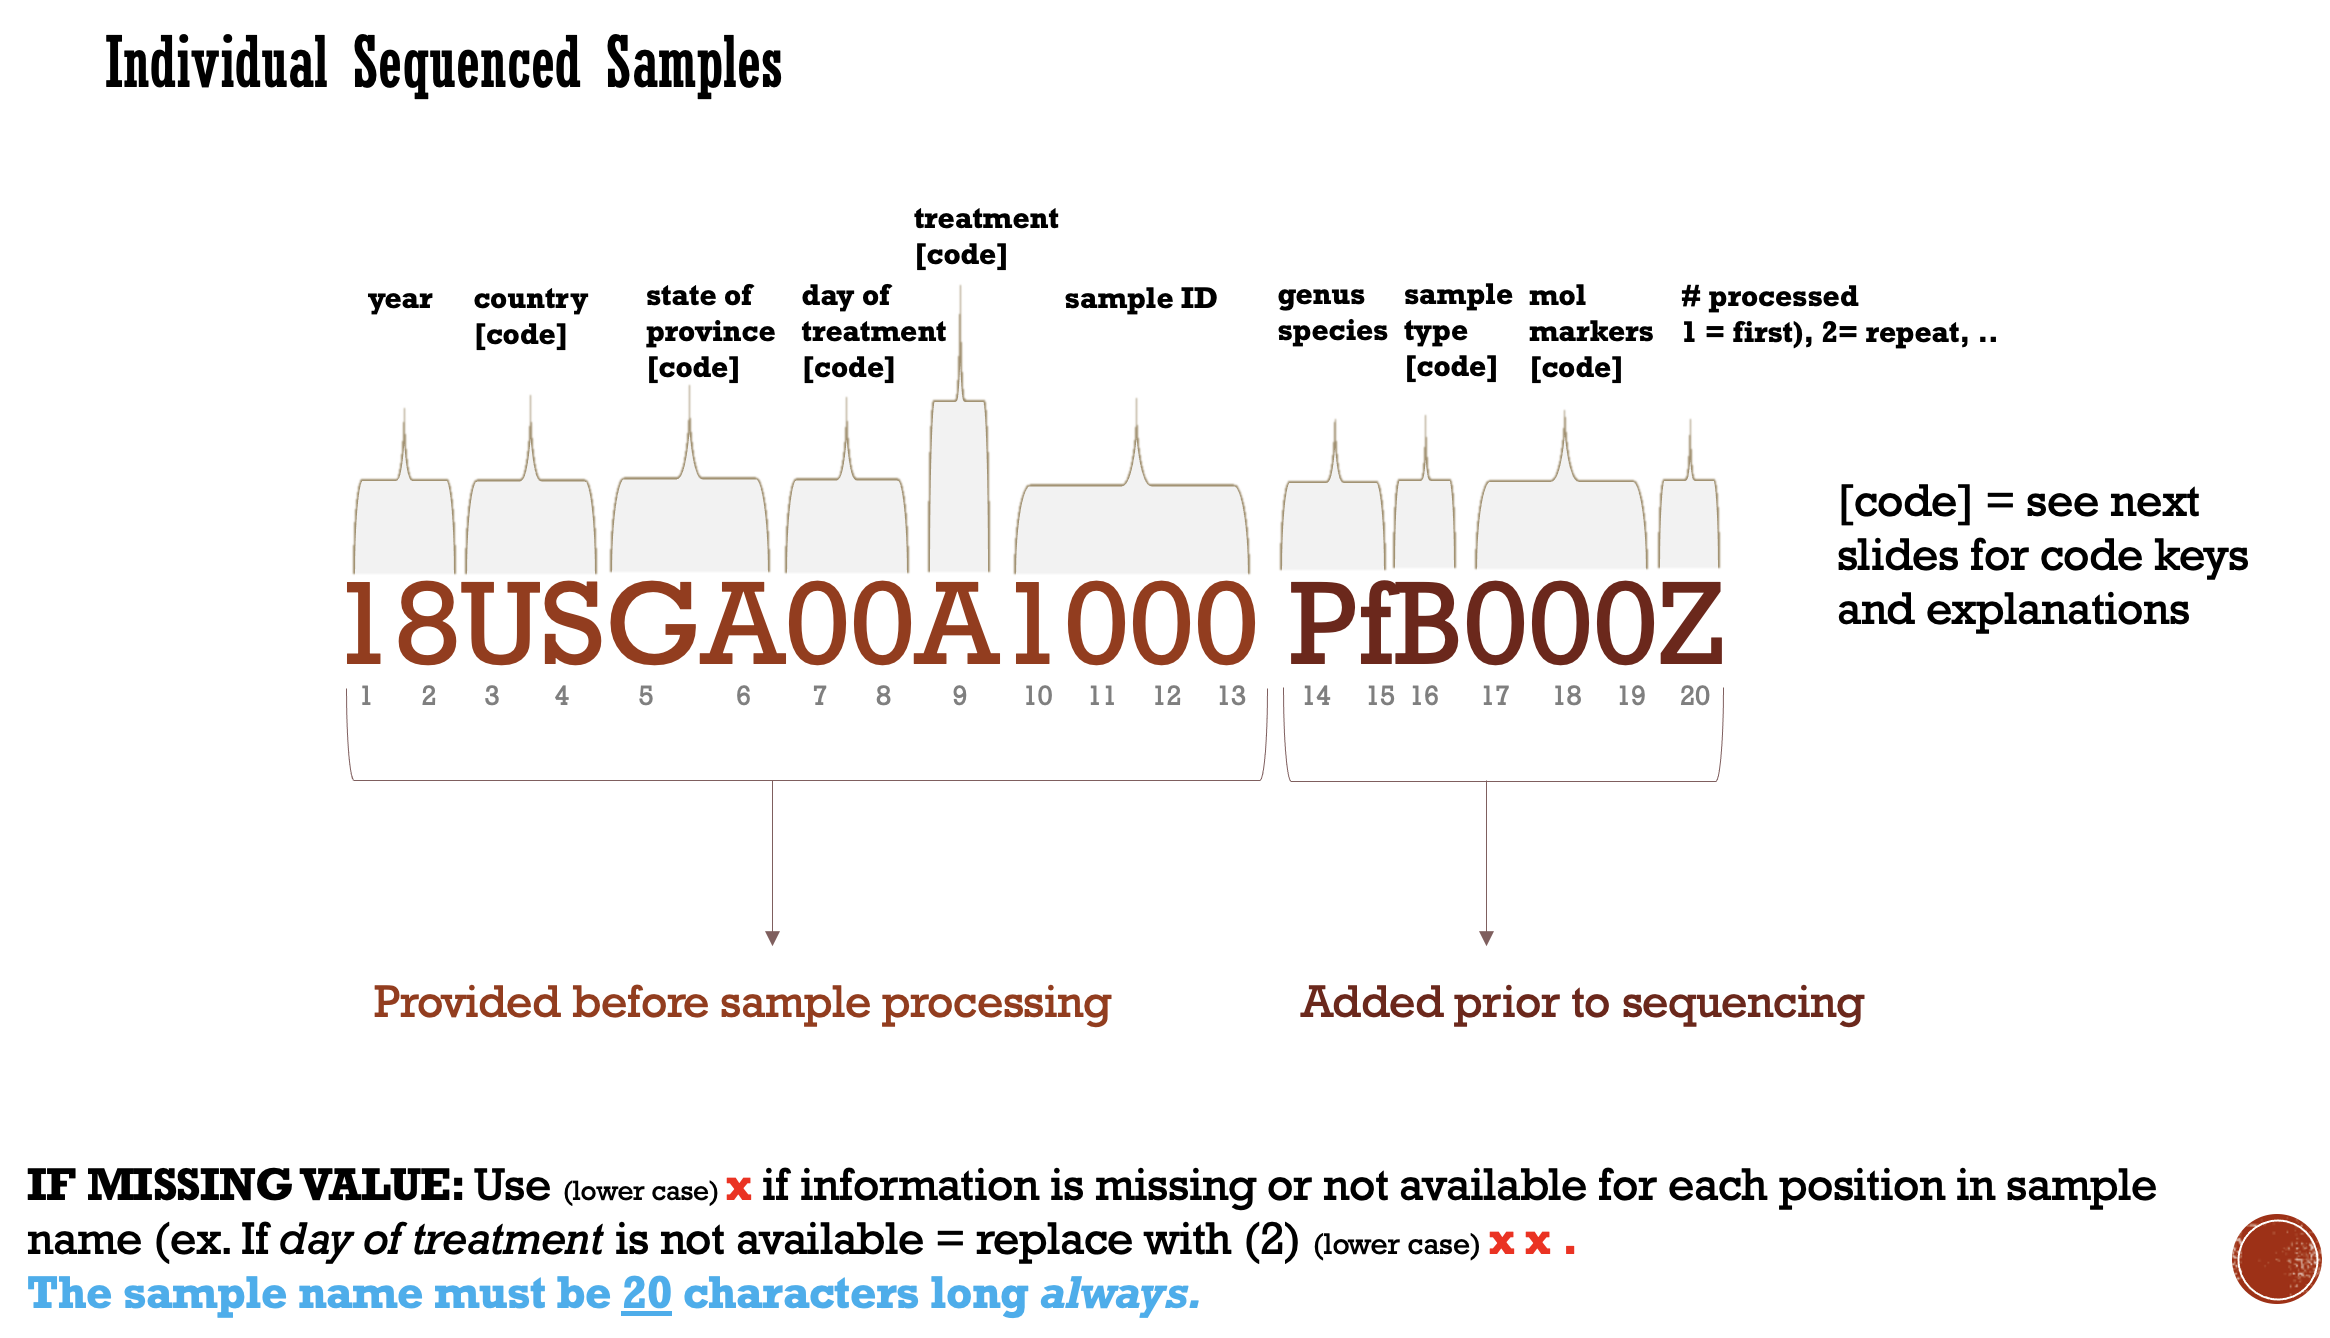 Individual Sequenced Samples
treatment
[code]
year
country
[code]
state of
province
[code]
day of
treatment
[code]
sample ID
genus
species
sample
type
[code]
mol
markers
[code]
# processed
1 = first), 2= repeat, ..
18USGA00A1000 PfB000Z
1 2 3 4 5 6 7 8 9 10 11 12 13 14 15 16 17 18 19 20
[code] = see next
slides for code keys
and explanations
Provided before sample processing
Added prior to sequencing
IF MISSING VALUE: Use (lower case) x if information is missing or not available for each position in sample
name (ex. If day of treatment is not available = replace with (2) (lower case) x x .
The sample name must be 20 characters long always.